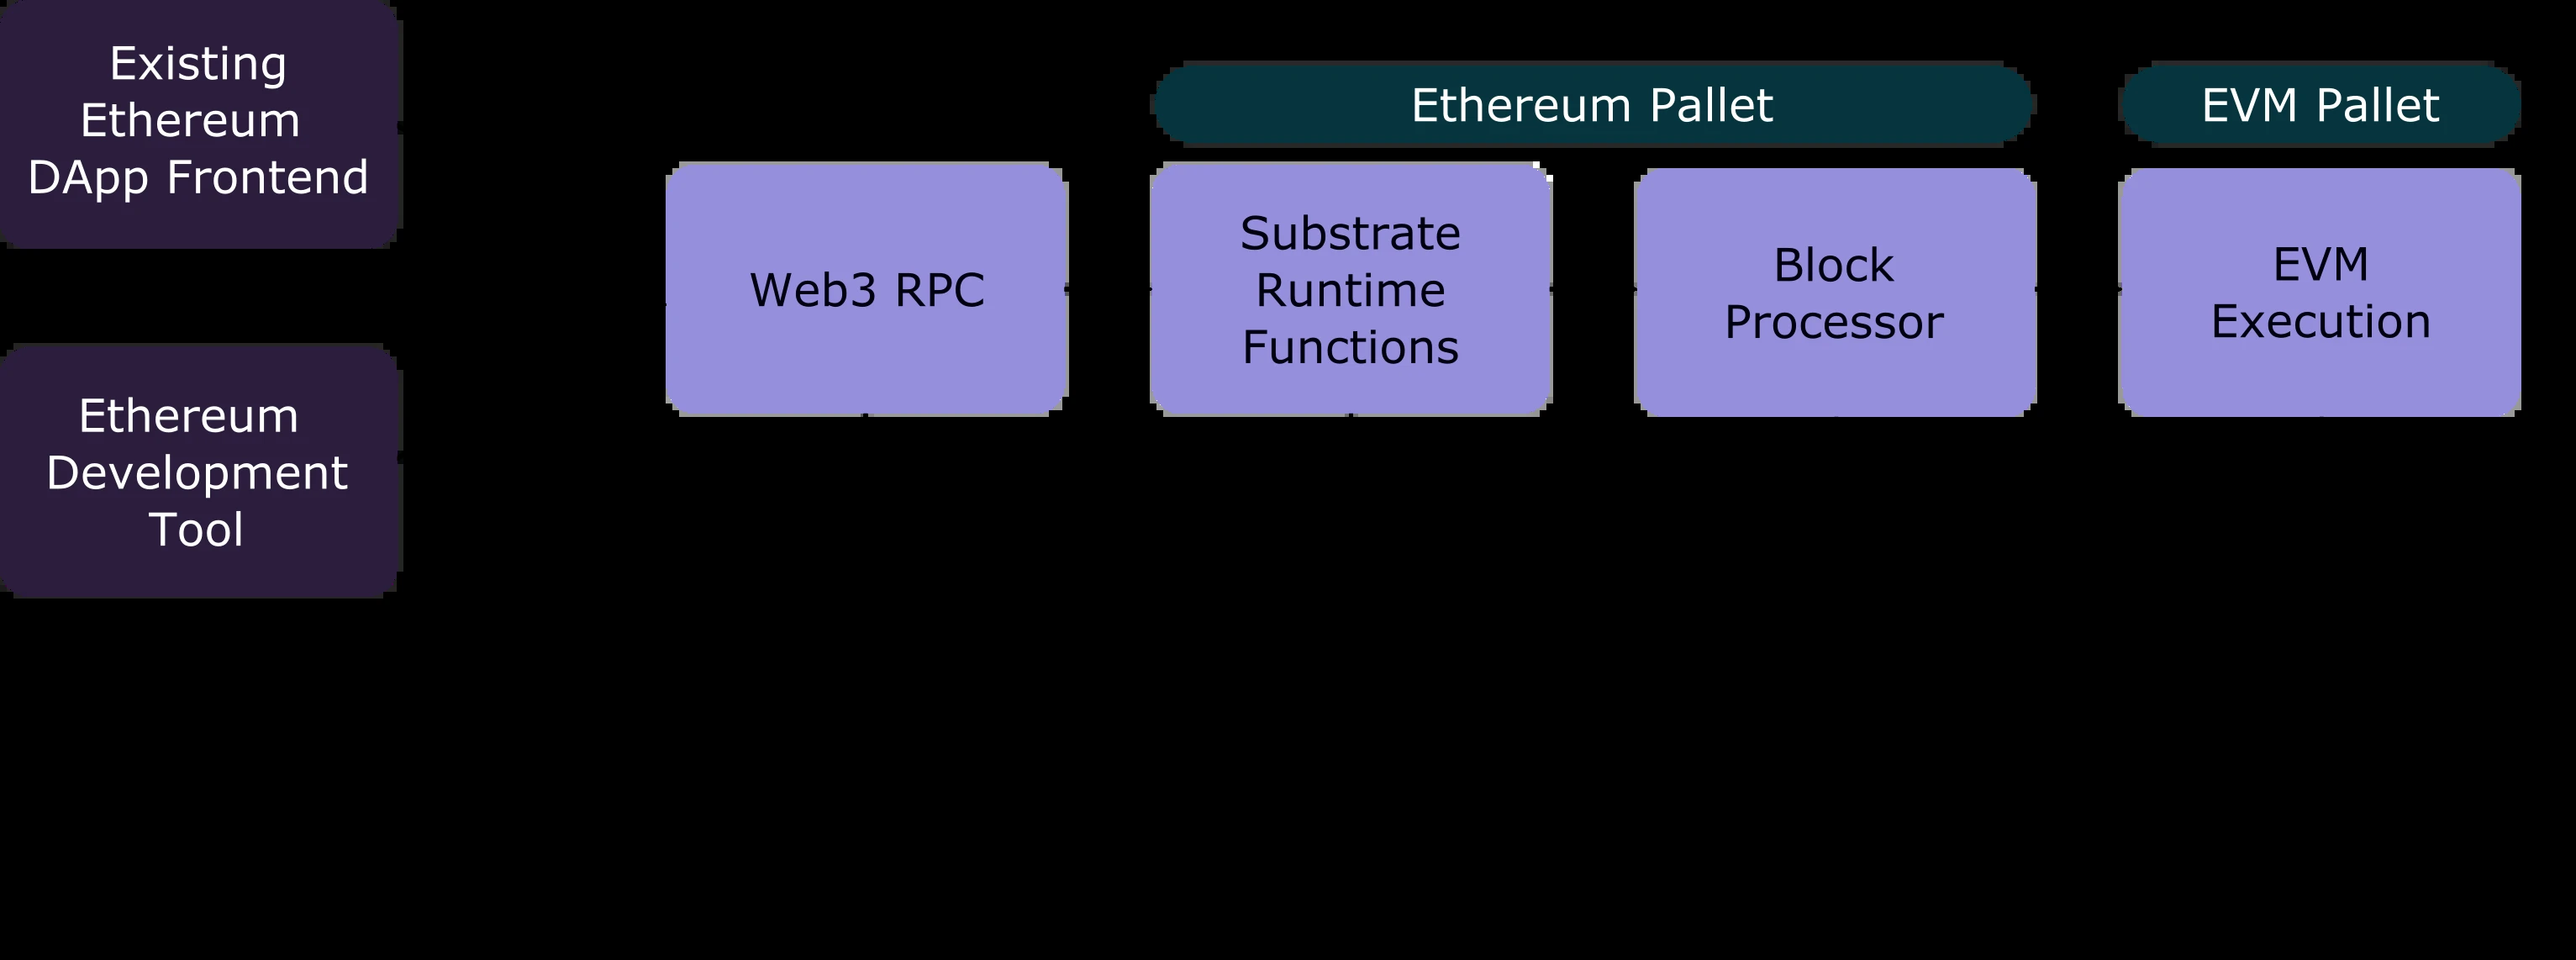 Existing
Ethereum
DApp Frontend
Ethereum
Development
Tool
Ethereum Pallet
EVM Pallet
Web3 RPC
Substrate
Runtime
Functions
Block
Processor
EVM
Execution